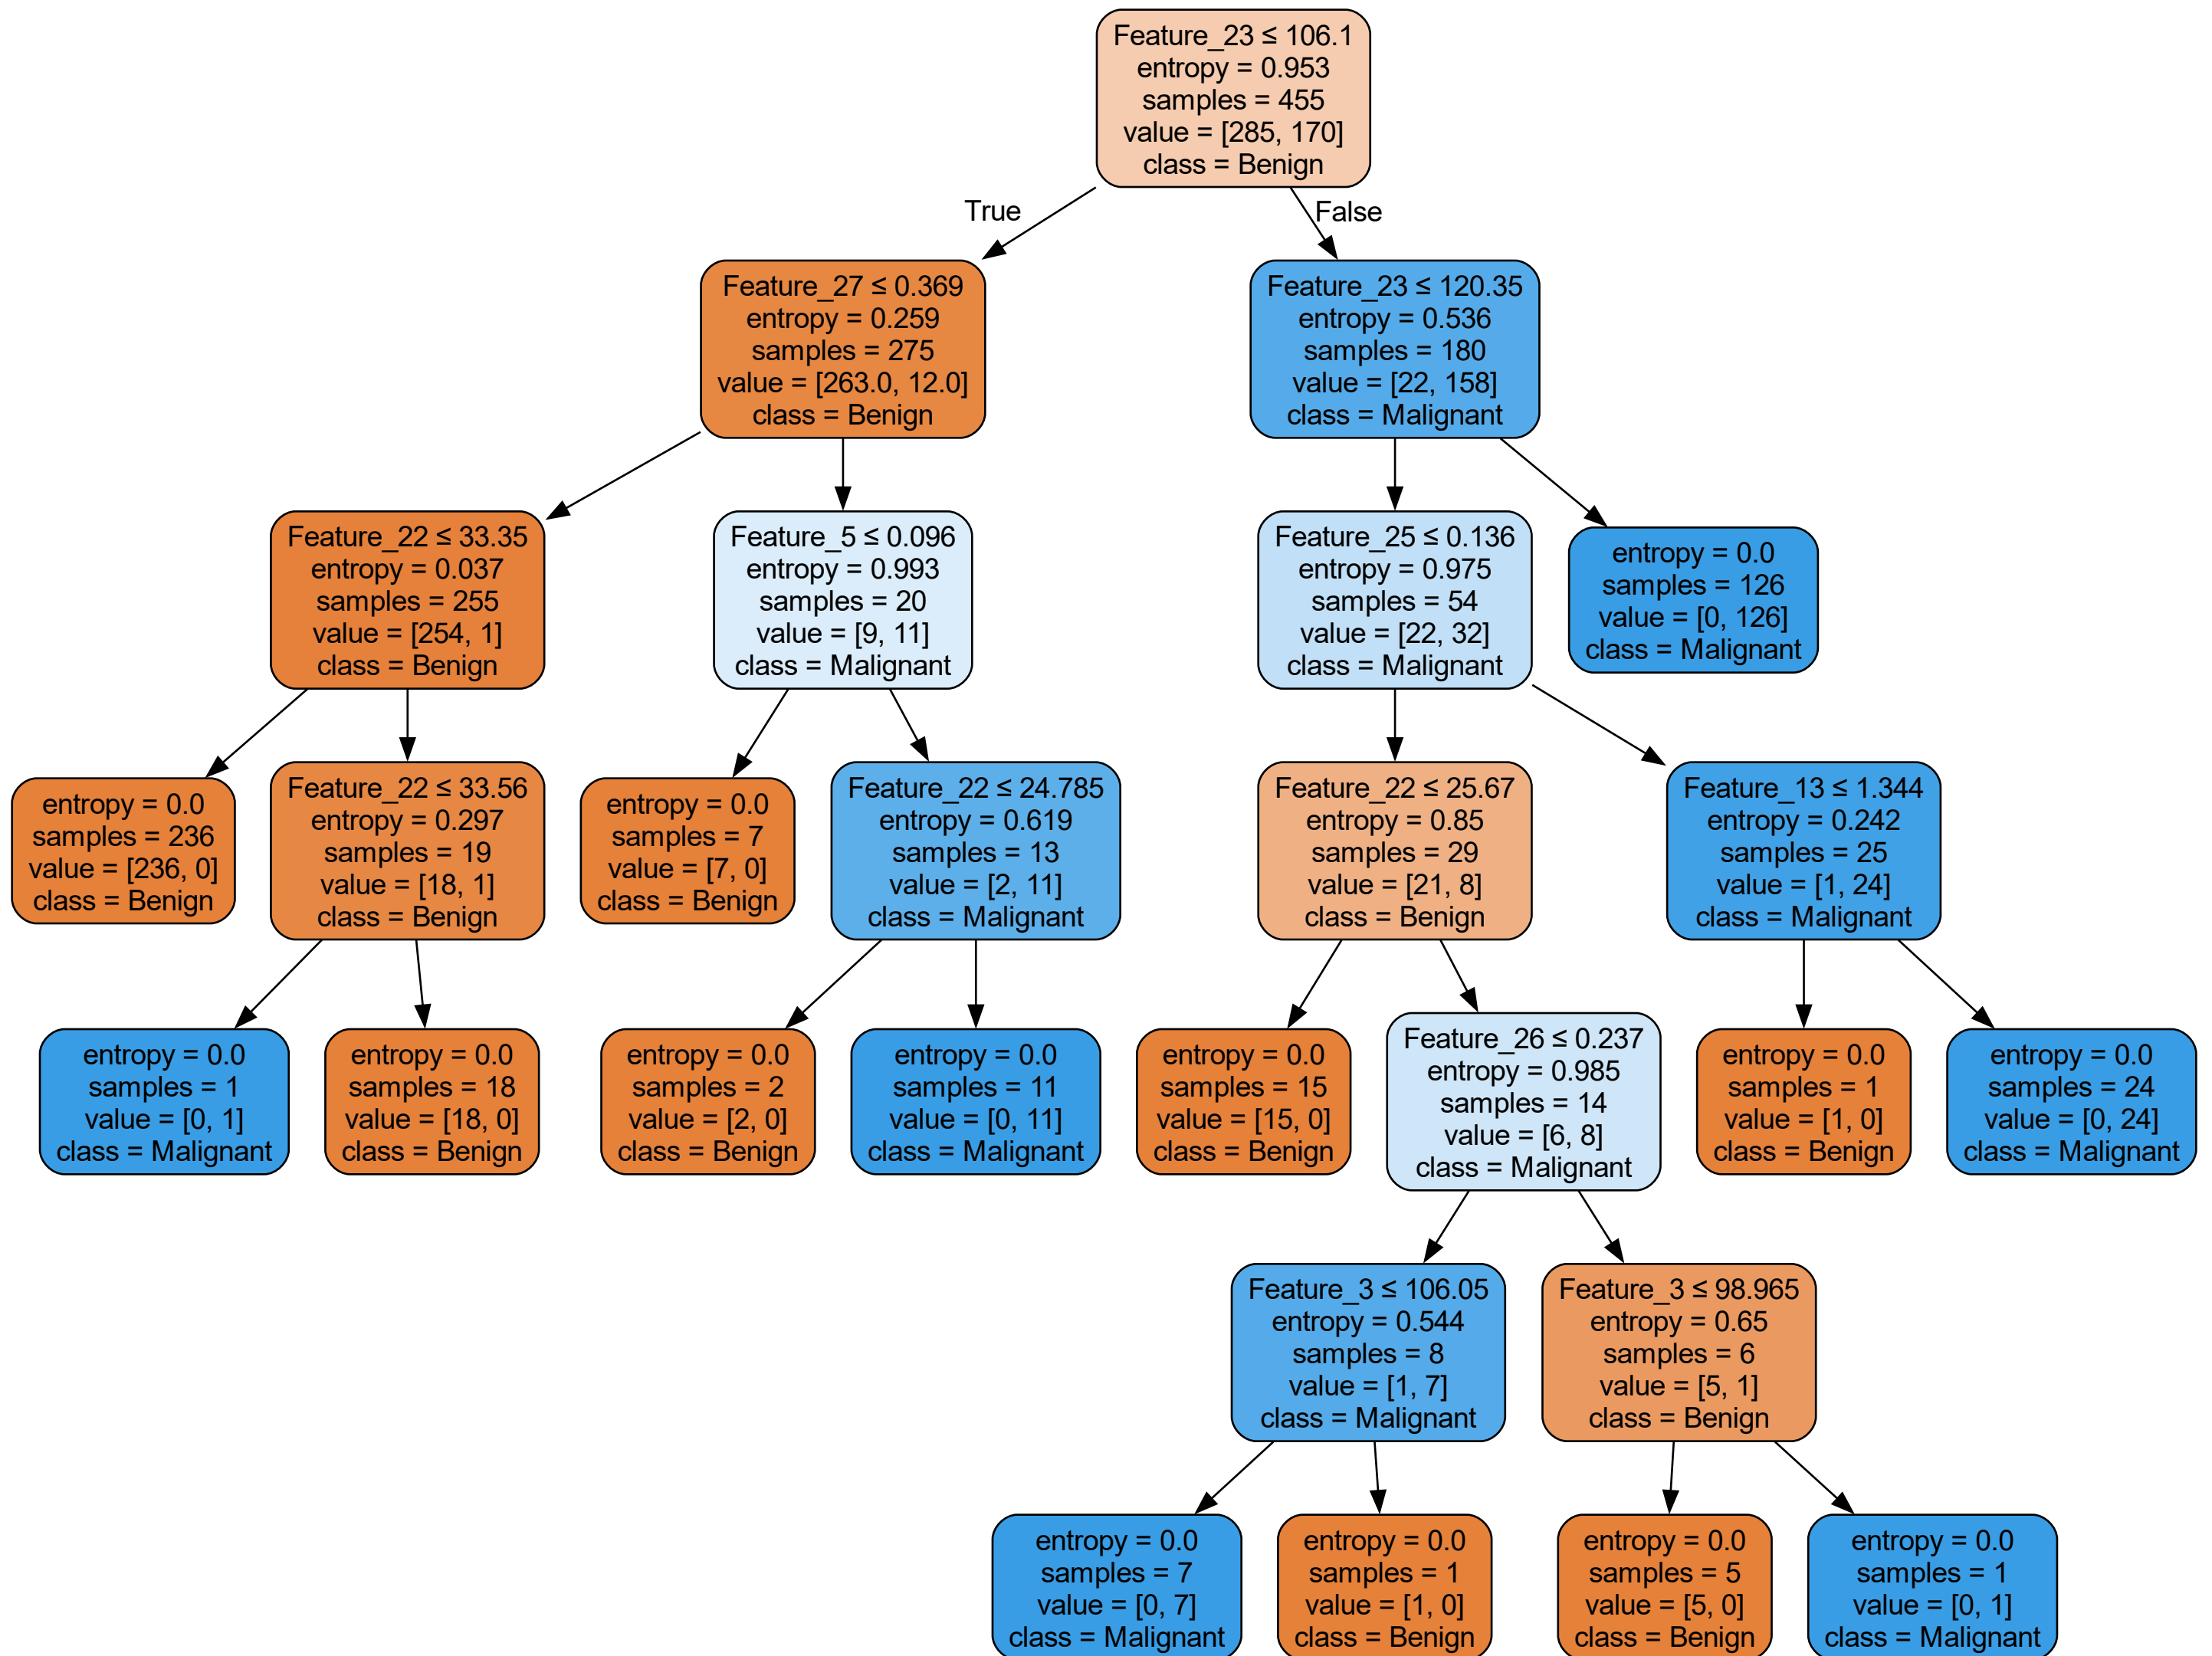 Feature_23 ≤ 106.1
entropy = 0.953
samples = 455
value = [285, 170]
class = Benign
True
False
Feature_27 ≤ 0.369
entropy = 0.259
samples = 275
value = [263.0, 12.0]
class = Benign
Feature_23 ≤ 120.35
entropy = 0.536
samples = 180
value = [22, 158]
class = Malignant
Feature_22 ≤ 33.35
entropy = 0.037
samples = 255
value = [254, 1]
class = Benign
Feature_5 ≤ 0.096
entropy = 0.993
samples = 20
value = [9, 11]
class = Malignant
Feature_25 ≤ 0.136
entropy = 0.975
samples = 54
value = [22, 32]
class = Malignant
entropy = 0.0
samples = 126
value = [0, 126]
class = Malignant
entropy = 0.0
samples = 236
value = [236, 0]
class = Benign
Feature_22 ≤ 33.56
entropy = 0.297
samples = 19
value = [18, 1]
class = Benign
entropy = 0.0
samples = 7
value = [7, 0]
class = Benign
Feature_22 ≤ 24.785
entropy = 0.619
samples = 13
value = [2, 11]
class = Malignant
Feature_22 ≤ 25.67
entropy = 0.85
samples = 29
value = [21, 8]
class = Benign
Feature_13 ≤ 1.344
entropy = 0.242
samples = 25
value = [1, 24]
class = Malignant
entropy = 0.0
samples = 1
value = [0, 1]
class = Malignant
entropy = 0.0
samples = 18
value = [18, 0]
class = Benign
entropy = 0.0
samples = 2
value = [2, 0]
class = Benign
entropy = 0.0
samples = 11
value = [0, 11]
class = Malignant
entropy = 0.0
samples = 15
value = [15, 0]
class = Benign
Feature_26 ≤ 0.237
entropy = 0.985
samples = 14
value = [6, 8]
class = Malignant
entropy = 0.0
samples = 1
value = [1, 0]
class = Benign
entropy = 0.0
samples = 24
value = [0, 24]
class = Malignant
Feature_3 ≤ 106.05
entropy = 0.544
samples = 8
value = [1, 7]
class = Malignant
Feature_3 ≤ 98.965
entropy = 0.65
samples = 6
value = [5, 1]
class = Benign
entropy = 0.0
samples = 7
value = [0, 7]
class = Malignant
entropy = 0.0
samples = 1
value = [1, 0]
class = Benign
entropy = 0.0
samples = 5
value = [5, 0]
class = Benign
entropy = 0.0
samples = 1
value = [0, 1]
class = Malignant